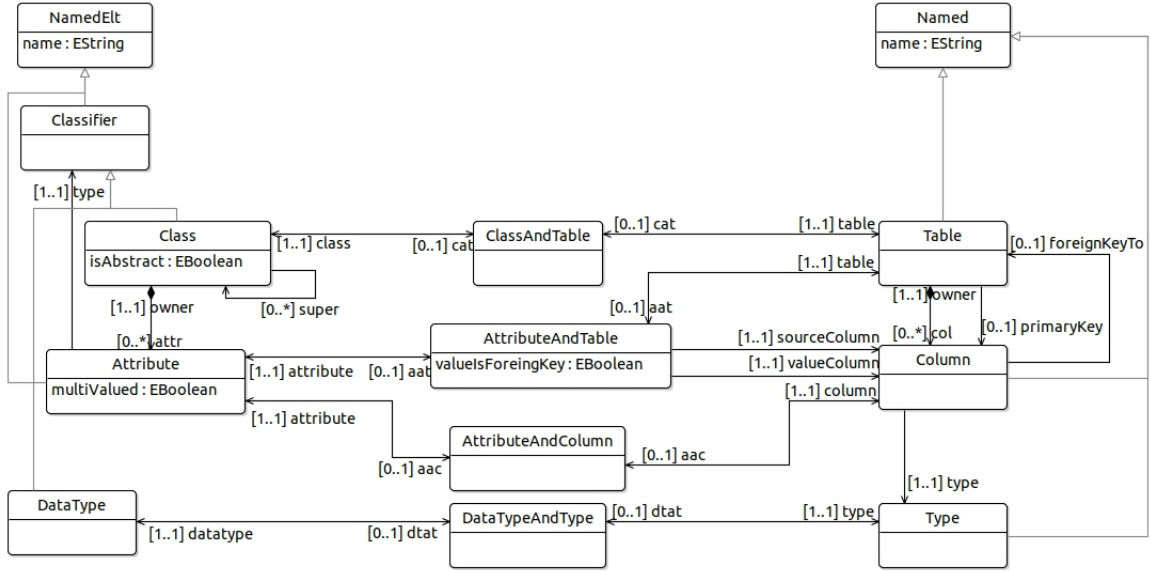 NamedElt
name : EString
Named
name : EString
Classifier
[1..1] type
Class
isAbstract : EBoolean
[1..1] class
[0..1] cat
ClassAndTable
[0..1] cat
[1..1] table
Table
[0..1] foreignKeyTo
[1..1] table
[1..1] owner
[0..*] super
[0..1] aat
[1..1] owner
[0..*] attr
AttributeAndTable
valueIsForeingKey : EBoolean
[1..1] sourceColumn
[0..*] col
[0..1] primaryKey
Attribute
multiValued : EBoolean
[1..1] attribute
[0..1] aat
[1..1] valueColumn
Column
[1..1] column
[1..1] attribute
AttributeAndColumn
[0..1] aac
[0..1] aac
[1..1] type
DataType
[1..1] datatype
[0..1] dtat
DataTypeAndType
[0..1] dtat
[1..1] type
Type